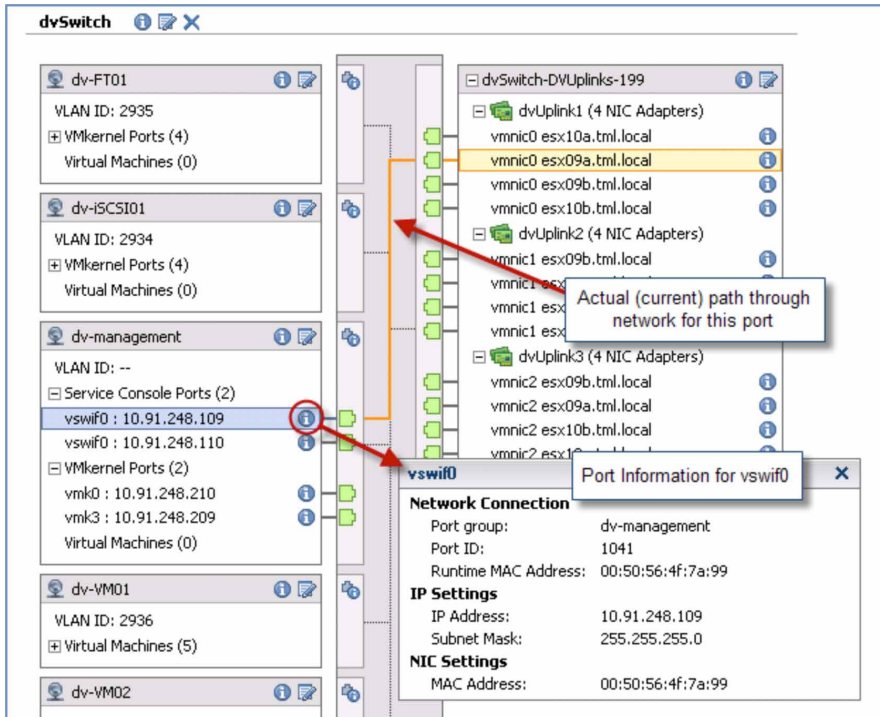 dvSwitch
dv-FT01
VLAN ID: 2935
VMkernel Ports (4)
Virtual Machines (0)
dv-iSCSI01
VLAN ID: 2934
VMkernel Ports (4)
Virtual Machines (0)
dv-management
VLAN ID: --
Service Console Ports (2)
vswif0 : 10.91.248.109
vswif0 : 10.91.248.110
VMkernel Ports (2)
vmk0 : 10.91.248.210
vmk3 : 10.91.248.209
Virtual Machines (0)
dv-VM01
VLAN ID: 2936
Virtual Machines (5)
dv-VM02
dvSwitch-DVUplinks-199
dvUplink1 (4 NIC Adapters)
vmnic0 esx10a.tml.local
vmnic0 esx09a.tml.local
vmnic0 esx09b.tml.local
vmnic0 esx10b.tml.local
dvUplink2 (4 NIC Adapters)
vmnic1 esx09b.tml.local
vmnic1
vmnic1
vmnic1
Actual (current) path through
network for this port
dvUplink3 (4 NIC Adapters)
vmnic2 esx09b.tml.local
vmnic2 esx09a.tml.local
vmnic2 esx10b.tml.local
vmnic2
Port Information for vswif0
vswif0
Network Connection
Port group: dv-management
Port ID: 1041
Runtime MAC Address: 00:50:56:4f:7a:99
IP Settings
IP Address: 10.91.248.109
Subnet Mask: 255.255.255.0
NIC Settings
MAC Address: 00:50:56:4f:7a:99